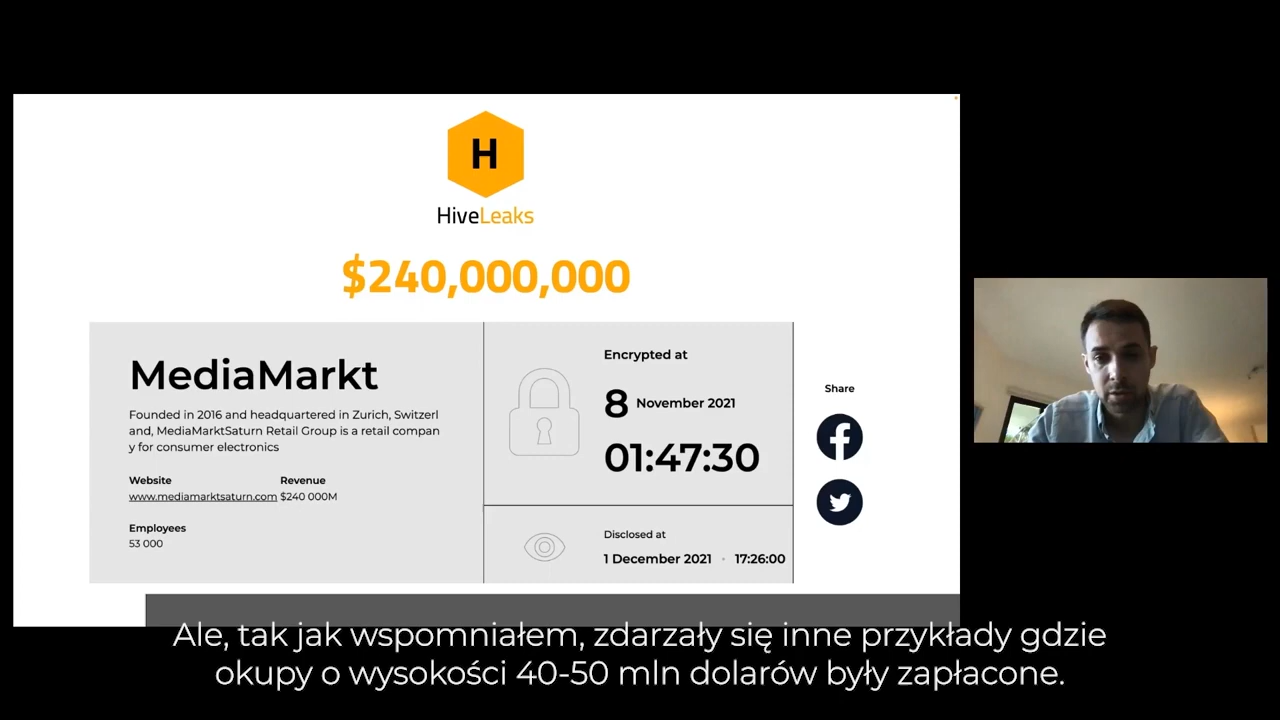 H
HiveLeaks
$240,000,000
MediaMarkt
Founded in 2016 and headquartered in Zurich, Switzerl
and, MediaMarktSaturn Retail Group is a retail compan
y for consumer electronics
Website
www.mediamarktsaturn.com
Revenue
$240 000M
Employees
53 000
Encrypted at
8 November 2021
01:47:30
Disclosed at
1 December 2021 · 17:26:00
Share
Ale, tak jak wspomniałem, zdarzały się inne przykłady gdzie
okupy o wysokości 40-50 mln dolarów były zapłacone.